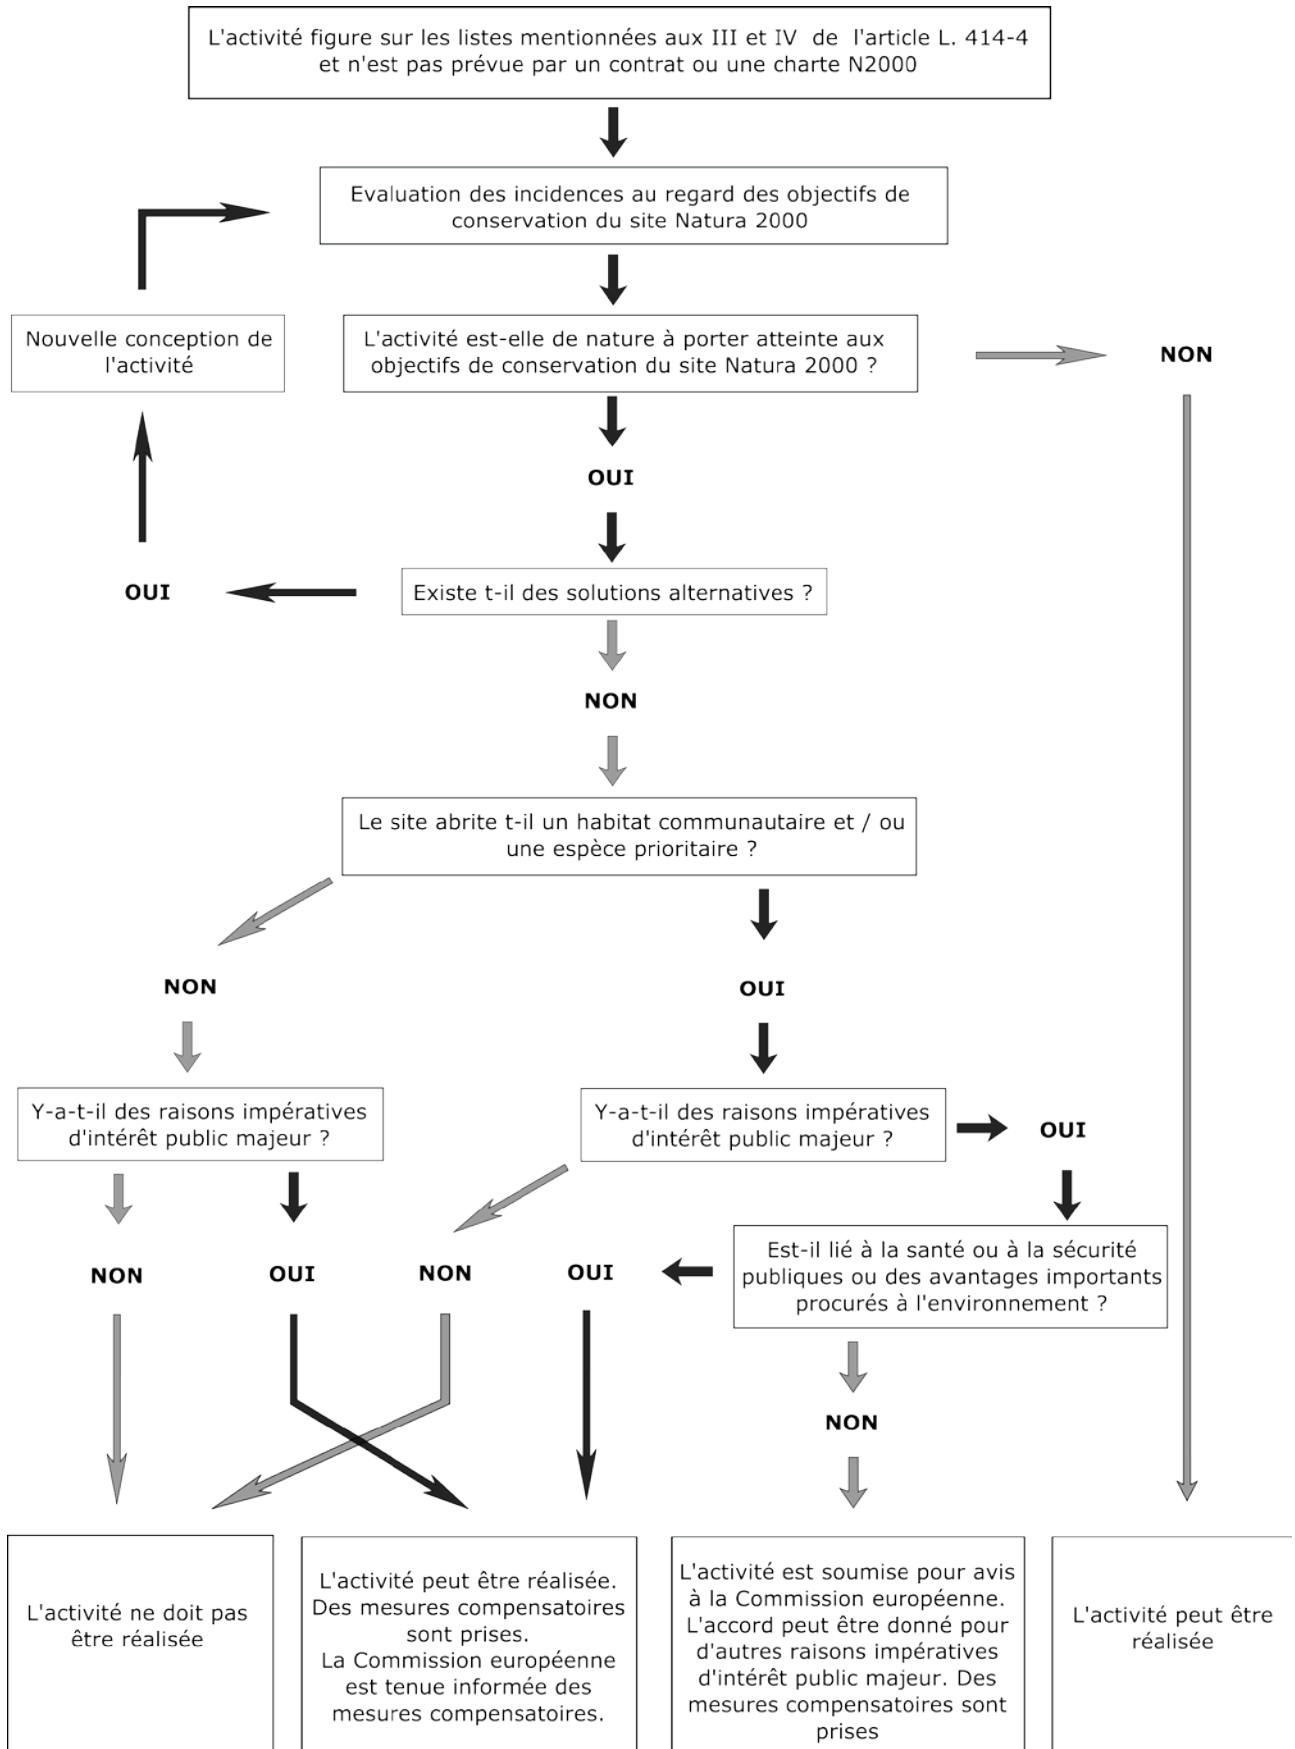 L'activité figure sur les listes mentionnées aux III et IV de l'article L. 414-4
et n'est pas prévue par un contrat ou une charte N2000
Evaluation des incidences au regard des objectifs de
conservation du site Natura 2000
Nouvelle conception de
l'activité
L'activité est-elle de nature à porter atteinte aux
objectifs de conservation du site Natura 2000 ?
NON
OUI
OUI
Existe t-il des solutions alternatives ?
NON
Le site abrite t-il un habitat communautaire et / ou
une espèce prioritaire ?
NON
OUI
Y-a-t-il des raisons impératives
d'intérêt public majeur ?
Y-a-t-il des raisons impératives
d'intérêt public majeur ?
OUI
NON
OUI
NON
OUI
Est-il lié à la santé ou à la sécurité
publiques ou des avantages importants
procurés à l'environnement ?
NON
L'activité ne doit pas
être réalisée
L'activité peut être réalisée.
Des mesures compensatoires
sont prises.
La Commission européenne
est tenue informée des
mesures compensatoires.
L'activité est soumise pour avis
à la Commission européenne.
L'accord peut être donné pour
d'autres raisons impératives
d'intérêt public majeur. Des
mesures compensatoires sont
prises
L'activité peut être
réalisée